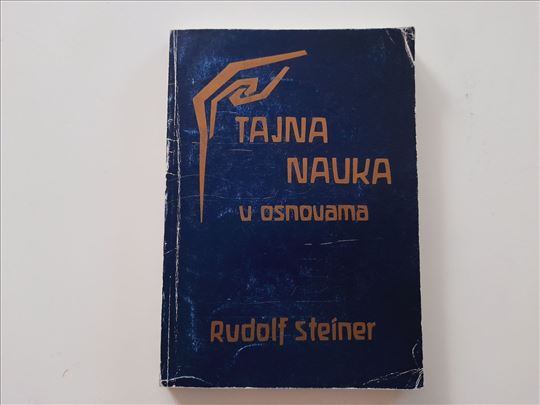 TAJNA
NAUKA
u osnovama
Rudolf Steiner